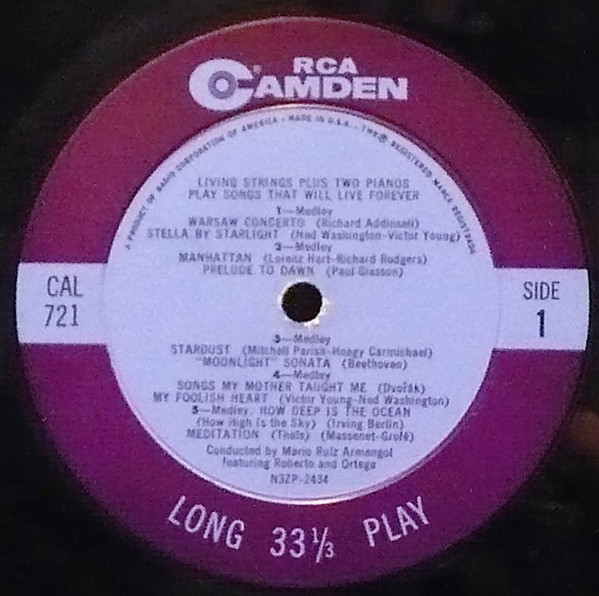 RCA
CAMDEN
A PRODUCT OF RADIO CORPORATION OF AMERICA - MADE IN U.S.A. - TMK(S)® REGISTERED MARCA REGISTRADA
LIVING STRINGS PLUS TWO PIANOS
PLAY SONGS THAT WILL LIVE FOREVER
1—Medley
WARSAW CONCERTO (Richard Addinsell)
STELLA BY STARLIGHT (Ned Washington-Victor Young)
2—Medley
MANHATTAN (Lorenz Hart-Richard Rodgers)
PRELUDE TO DAWN (Paul Glasson)
CAL
721
SIDE
1
3—Medley
STARDUST (Mitchell Parish-Hoagy Carmichael)
"MOONLIGHT" SONATA (Beethoven)
4—Medley
SONGS MY MOTHER TAUGHT ME (Dvořák)
MY FOOLISH HEART (Victor Young-Ned Washington)
5—Medley: HOW DEEP IS THE OCEAN
(How High Is the Sky) (Irving Berlin)
MEDITATION (Thaïs) (Massenet-Grofé)
Conducted by Mario Ruiz Armengol
featuring Roberto and Ortega
N3ZP-2434
LONG 33⅓ PLAY